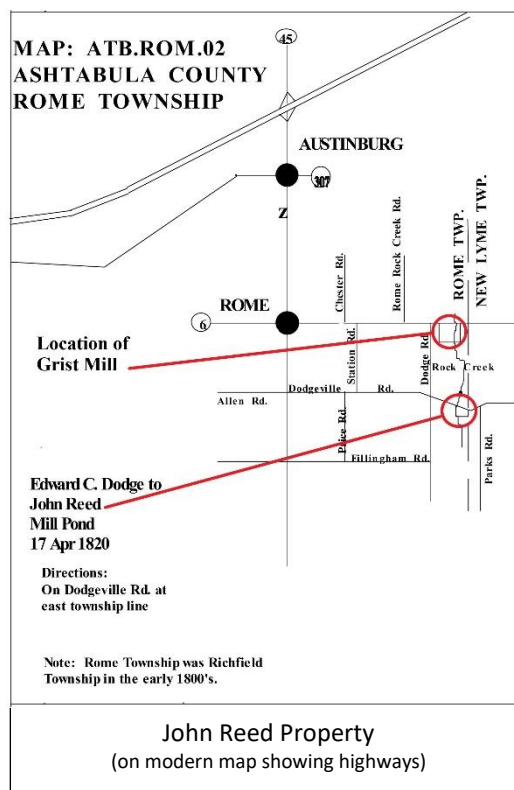 45
MAP: ATB.ROM.02
ASHTABULA COUNTY
ROME TOWNSHIP
AUSTINBURG
307
Z
ROME TWP.
NEW LYME TWP.
Chester Rd.
Rome Rock Creek Rd.
ROME
6
Location of
Grist Mill
Station Rd.
Dodge Rd.
Rock Creek
Dodgeville Rd.
Allen Rd.
Price Rd.
Fillingham Rd.
Parks Rd.
Edward C. Dodge to
John Reed
Mill Pond
17 Apr 1820
Directions:
On Dodgeville Rd. at
east township line
Note: Rome Township was Richfield
Township in the early 1800's.
John Reed Property
(on modern map showing highways)